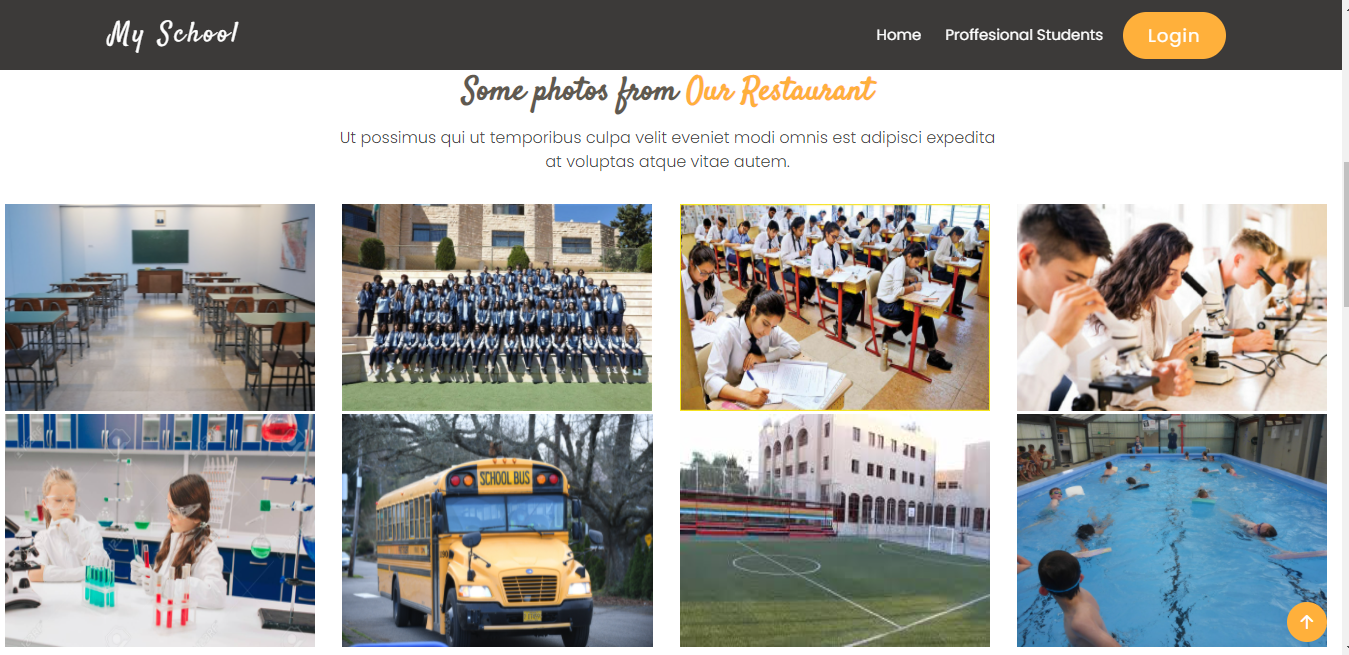 My School
Home
Proffesional Students
Login
Some photos from Our Restaurant
Ut possimus qui ut temporibus culpa velit eveniet modi omnis est adipisci expedita
at voluptas atque vitae autem.
SCHOOL BUS